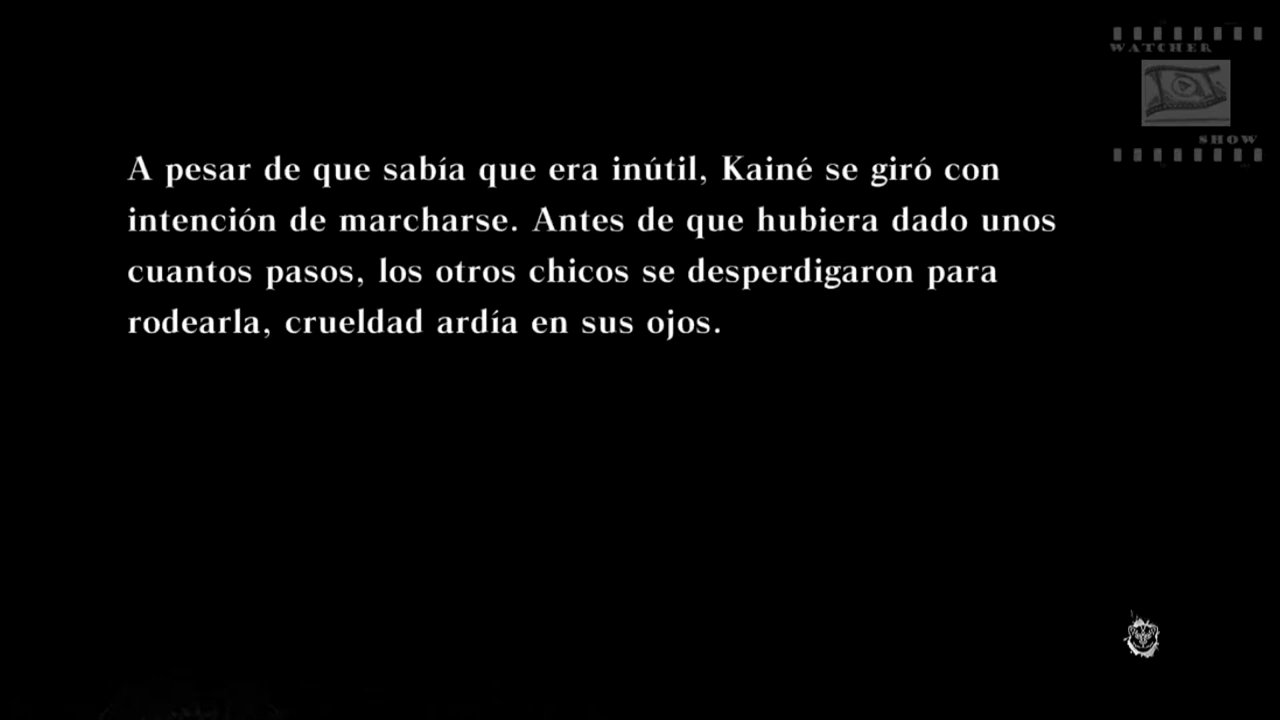 WATCHER
SHOW
A pesar de que sabía que era inútil, Kainé se giró con
intención de marcharse. Antes de que hubiera dado unos
cuantos pasos, los otros chicos se desperdigaron para
rodearla, crueldad ardía en sus ojos.